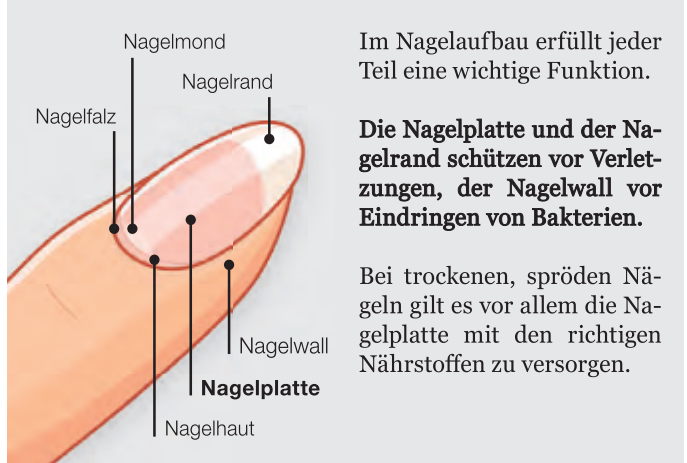 Nagelmond
Nagelrand
Nagelfalz
Nagelwall
Nagelplatte
Nagelhaut
Im Nagelaufbau erfüllt jeder
Teil eine wichtige Funktion.
Die Nagelplatte und der Na-
gelrand schützen vor Verlet-
zungen, der Nagelwall vor
Eindringen von Bakterien.
Bei trockenen, spröden Nä-
geln gilt es vor allem die Na-
gelplatte mit den richtigen
Nährstoffen zu versorgen.